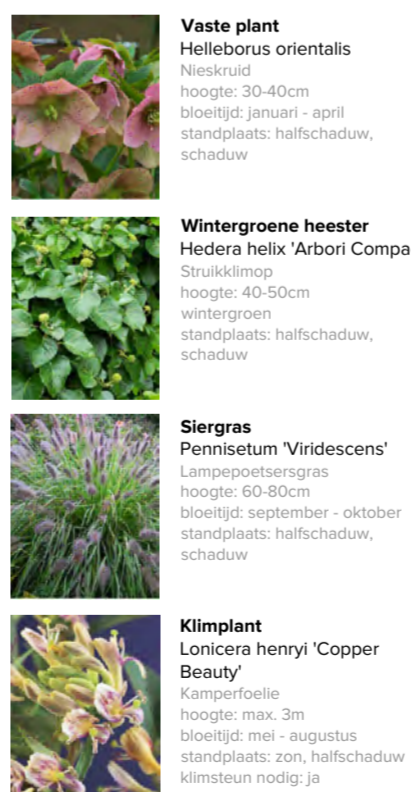 Vaste plant
Helleborus orientalis
Nieskruid
hoogte: 30-40cm
bloeitijd: januari - april
standplaats: halfschaduw,
schaduw
Wintergroene heester
Hedera helix 'Arbori Compa
Struikklimop
hoogte: 40-50cm
wintergroen
standplaats: halfschaduw,
schaduw
Siergras
Pennisetum 'Viridescens'
Lampepoetsersgras
hoogte: 60-80cm
bloeitijd: september - oktober
standplaats: halfschaduw,
schaduw
Klimplant
Lonicera henryi 'Copper
Beauty'
Kamperfoelie
hoogte: max. 3m
bloeitijd: mei - augustus
standplaats: zon, halfschaduw
klimsteun nodig: ja